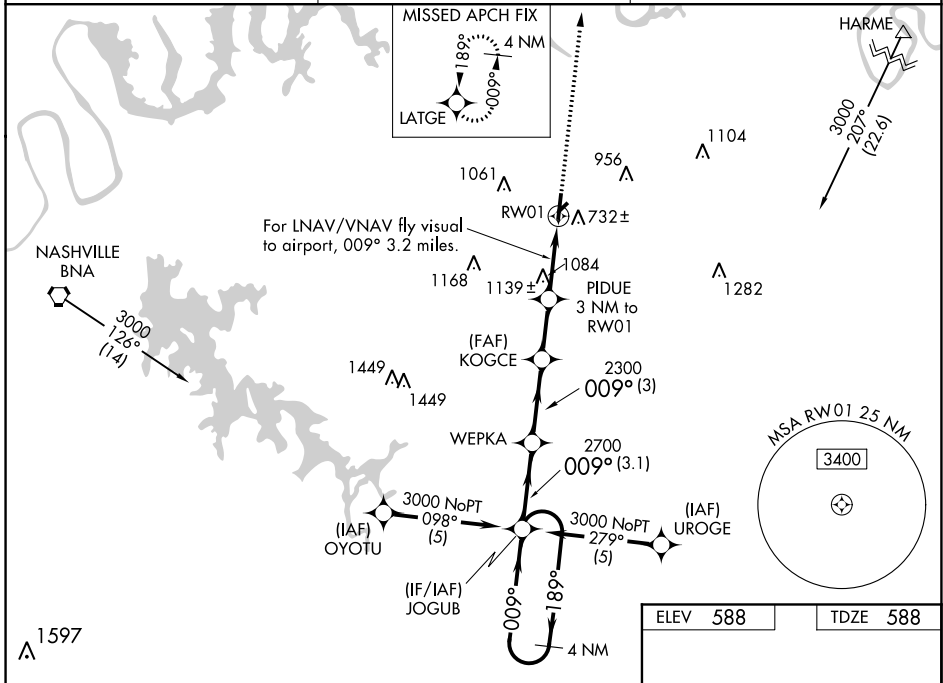 MISSED APCH FIX
4 NM
189°
009°
LATGE
HARME
3000
207°
(22.6)
1104
956
1061
RW01
732±
For LNAV/VNAV fly visual
to airport, 009° 3.2 miles.
NASHVILLE
BNA
1168
1084
1139±
PIDUE
3 NM to
RW01
1282
3000
126°
(14)
(FAF)
KOGCE
1449
1449
2300
009° (3)
WEPKA
2700
009° (3.1)
MSA RW01 25 NM
3400
3000 NoPT
098°
(5)
(IAF)
OYOTU
3000 NoPT
279°
(5)
(IAF)
UROGE
(IF/IAF)
JOGUB
009°
189°
4 NM
ELEV 588
TDZE 588
1597